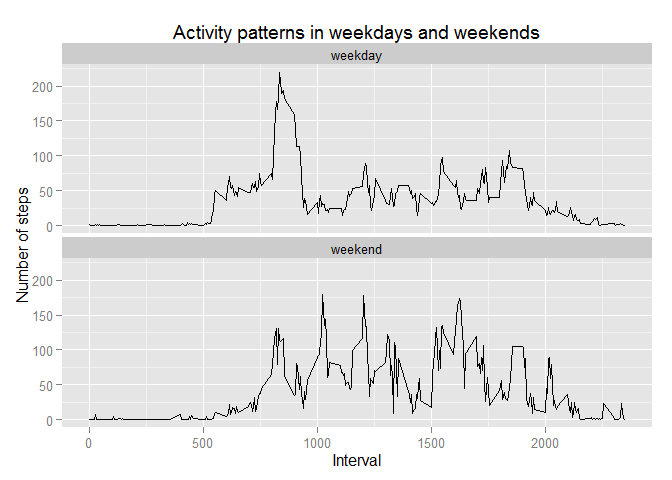 Activity patterns in weekdays and weekends
weekday
200
150
100
50
0
weekend
200
150
100
50
0
Number of steps
0 500 1000 1500 2000
Interval